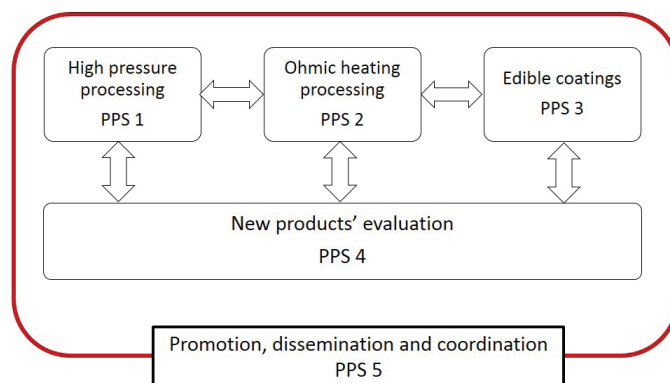 High pressure
processing
PPS 1
Ohmic heating
processing
PPS 2
Edible coatings
PPS 3
New products’ evaluation
PPS 4
Promotion, dissemination and coordination
PPS 5